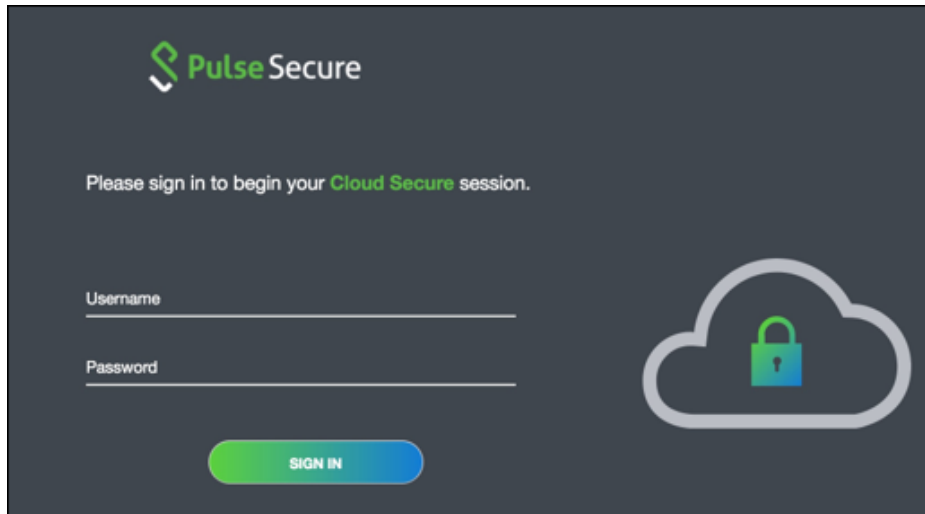 Pulse Secure
Please sign in to begin your Cloud Secure session.
Username
Password
SIGN IN